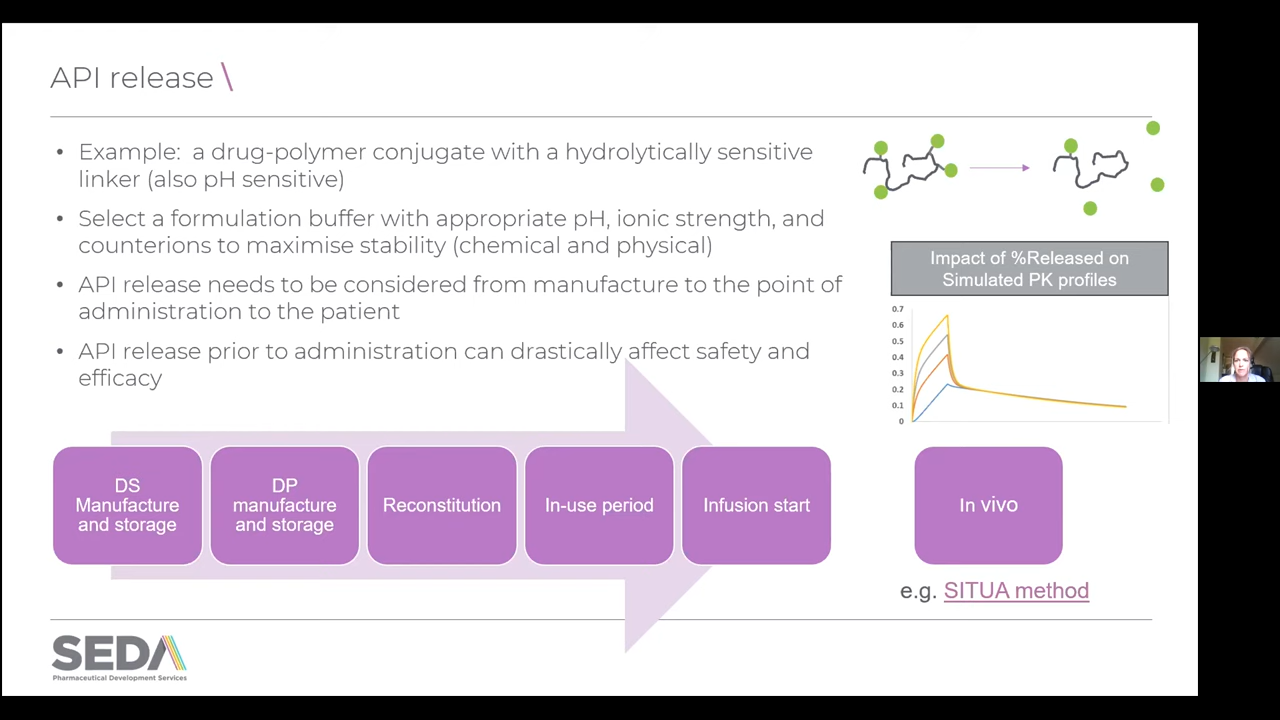 API release \
• Example:  a drug-polymer conjugate with a hydrolytically sensitive
linker (also pH sensitive)
• Select a formulation buffer with appropriate pH, ionic strength, and
counterions to maximise stability (chemical and physical)
• API release needs to be considered from manufacture to the point of
administration to the patient
• API release prior to administration can drastically affect safety and
efficacy
Impact of %Released on
Simulated PK profiles
0.7
0.6
0.5
0.4
0.3
0.2
0.1
0
DS
Manufacture
and storage
DP
manufacture
and storage
Reconstitution
In-use period
Infusion start
In vivo
e.g. SITUA method
SEDA
Pharmaceutical Development Services